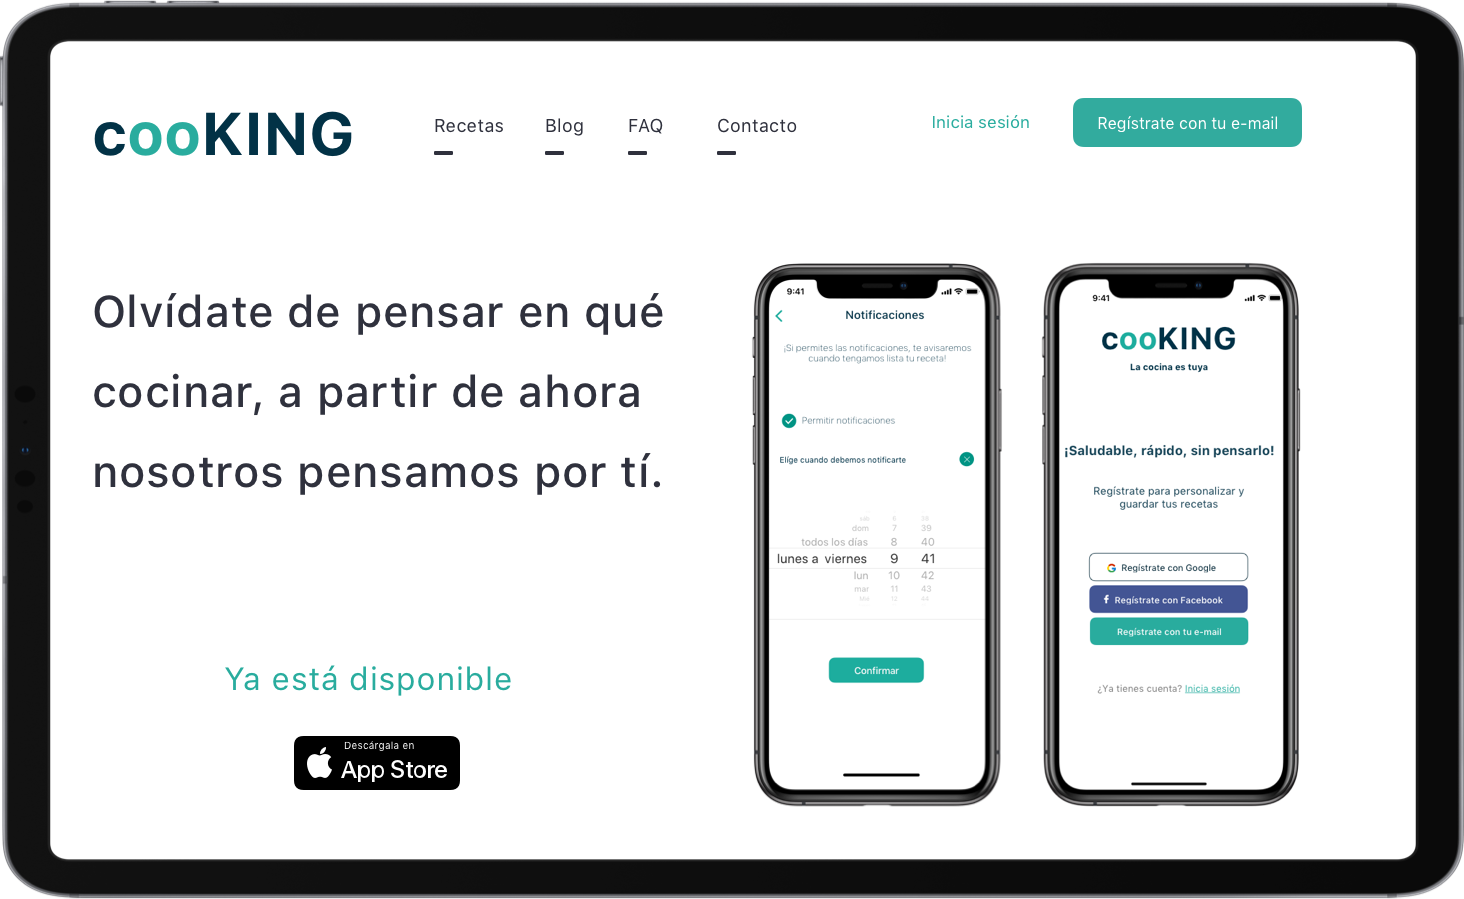 cooKING
Recetas Blog FAQ Contacto
Inicia sesión
Regístrate con tu e-mail
Olvídate de pensar en qué
cocinar, a partir de ahora
nosotros pensamos por tí.
Ya está disponible
Descárgala en
App Store
9:41
Notificaciones
¡Si permites las notificaciones, te avisaremos
cuando tengamos lista tu receta!
Permitir notificaciones
Elíge cuando debemos notificarte
6 38
dom 7 39
todos los días 8 40
lunes a viernes 9 41
lun 10 42
mar 11 43
12 44
Confirmar
9:41
cooKING
La cocina es tuya
¡Saludable, rápido, sin pensarlo!
Regístrate para personalizar y
guardar tus recetas
Regístrate con Google
Regístrate con Facebook
Regístrate con tu e-mail
¿Ya tienes cuenta? Inicia sesión